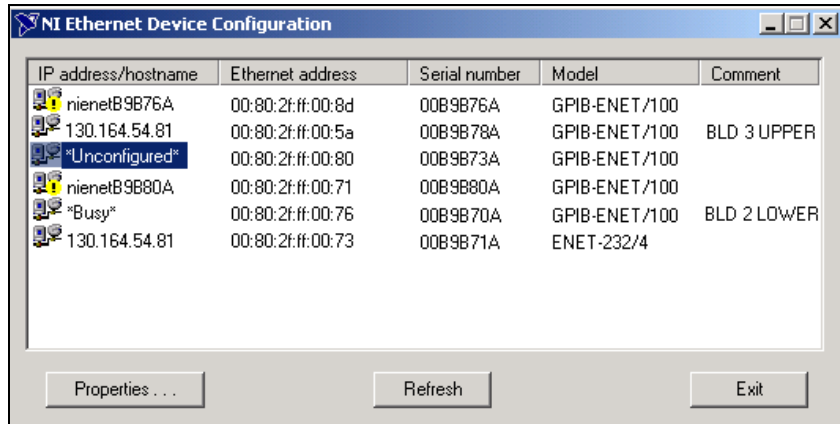 NI Ethernet Device Configuration
IP address/hostname Ethernet address Serial number Model Comment
nienetB9B76A 00:80:2f:ff:00:8d 00B9B76A GPIB-ENET/100
130.164.54.81 00:80:2f:ff:00:5a 00B9B78A GPIB-ENET/100 BLD 3 UPPER
*Unconfigured* 00:80:2f:ff:00:80 00B9B73A GPIB-ENET/100
nienetB9B80A 00:80:2f:ff:00:71 00B9B80A GPIB-ENET/100
*Busy* 00:80:2f:ff:00:76 00B9B70A GPIB-ENET/100 BLD 2 LOWER
130.164.54.81 00:80:2f:ff:00:73 00B9B71A ENET-232/4
Properties . . . Refresh Exit